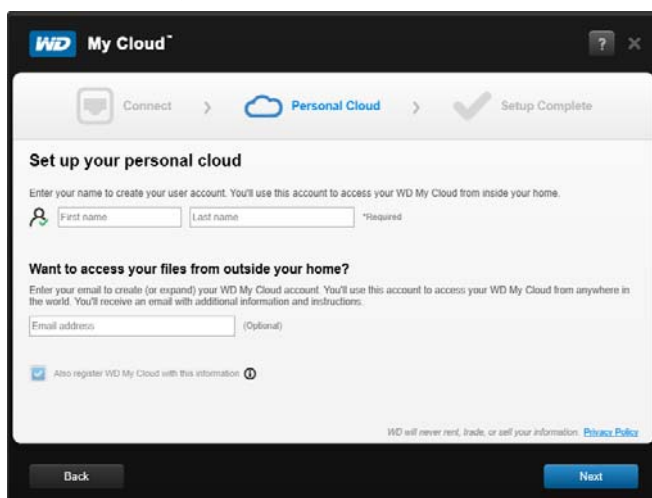 WD My Cloud™
?
Connect > Personal Cloud > Setup Complete
Set up your personal cloud
Enter your name to create your user account. You'll use this account to access your WD My Cloud from inside your home.
First name Last name *Required
Want to access your files from outside your home?
Enter your email to create (or expand) your WD My Cloud account. You'll use this account to access your WD My Cloud from anywhere in
the world. You'll receive an email with additional information and instructions.
Email address (Optional)
Also register WD My Cloud with this information
WD will never rent, trade, or sell your information. Privacy Policy
Back Next